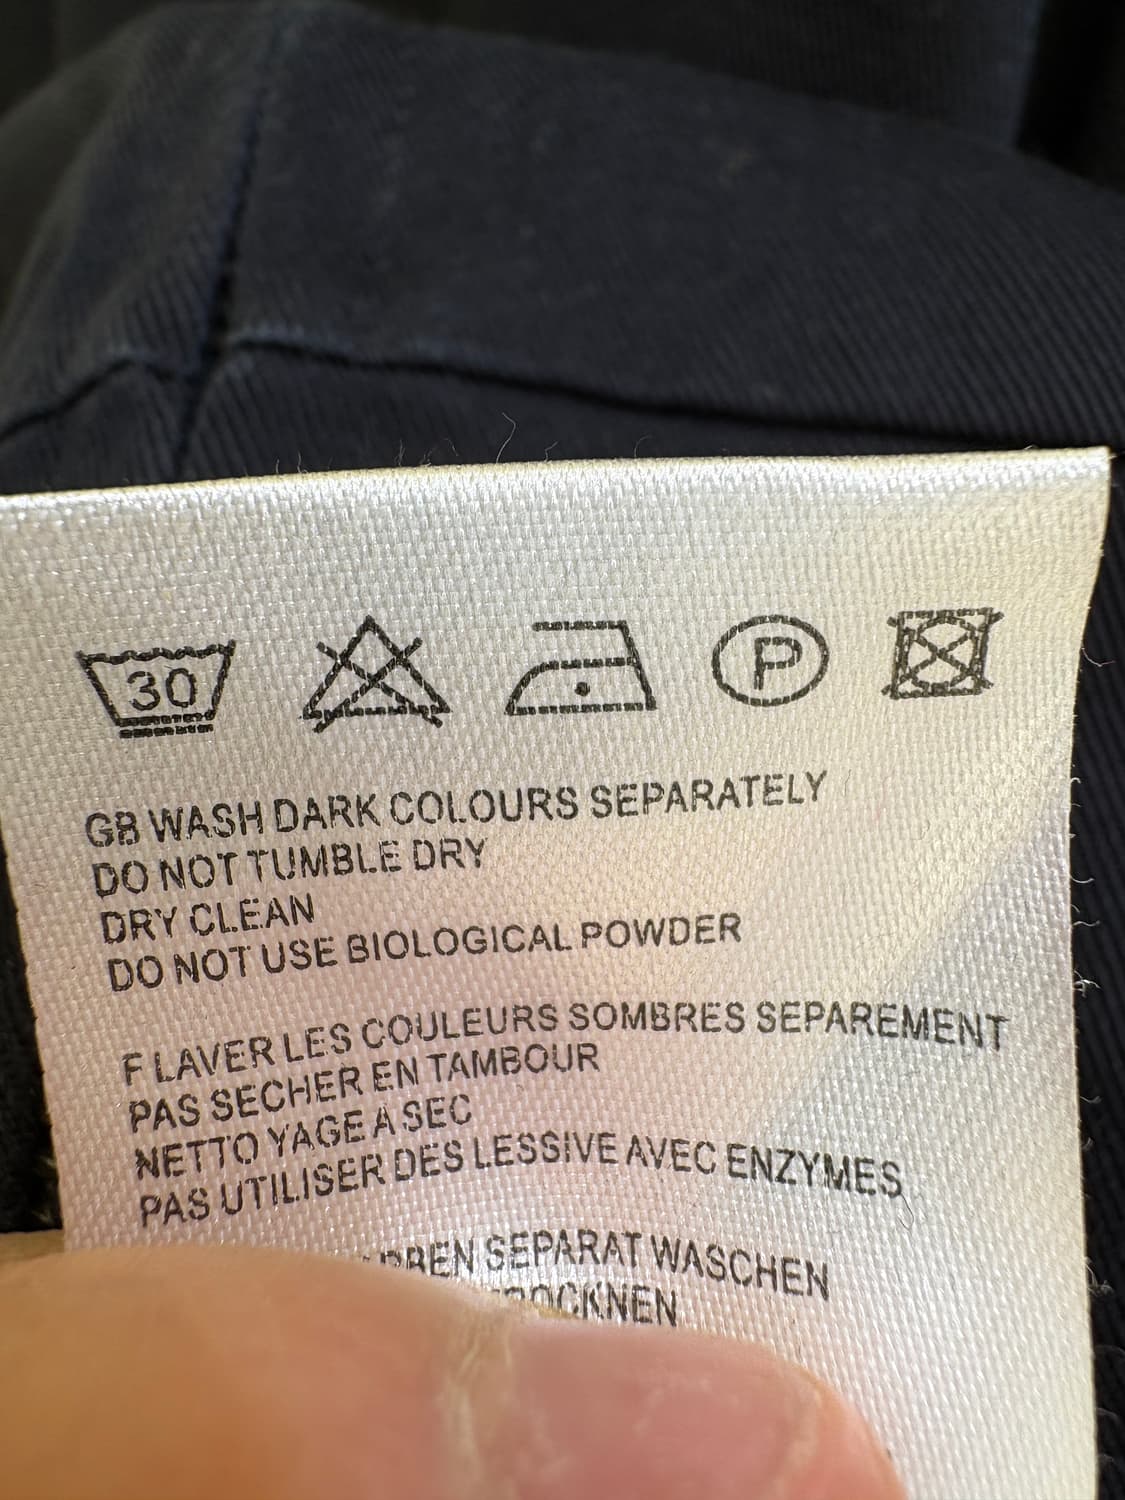 30
P
GB WASH DARK COLOURS SEPARATELY
DO NOT TUMBLE DRY
DRY CLEAN
DO NOT USE BIOLOGICAL POWDER
F LAVER LES COULEURS SOMBRES SEPAREMENT
PAS SECHER EN TAMBOUR
NETTO YAGE A SEC
PAS UTILISER DES LESSIVE AVEC ENZYMES
SEPARAT WASCHEN